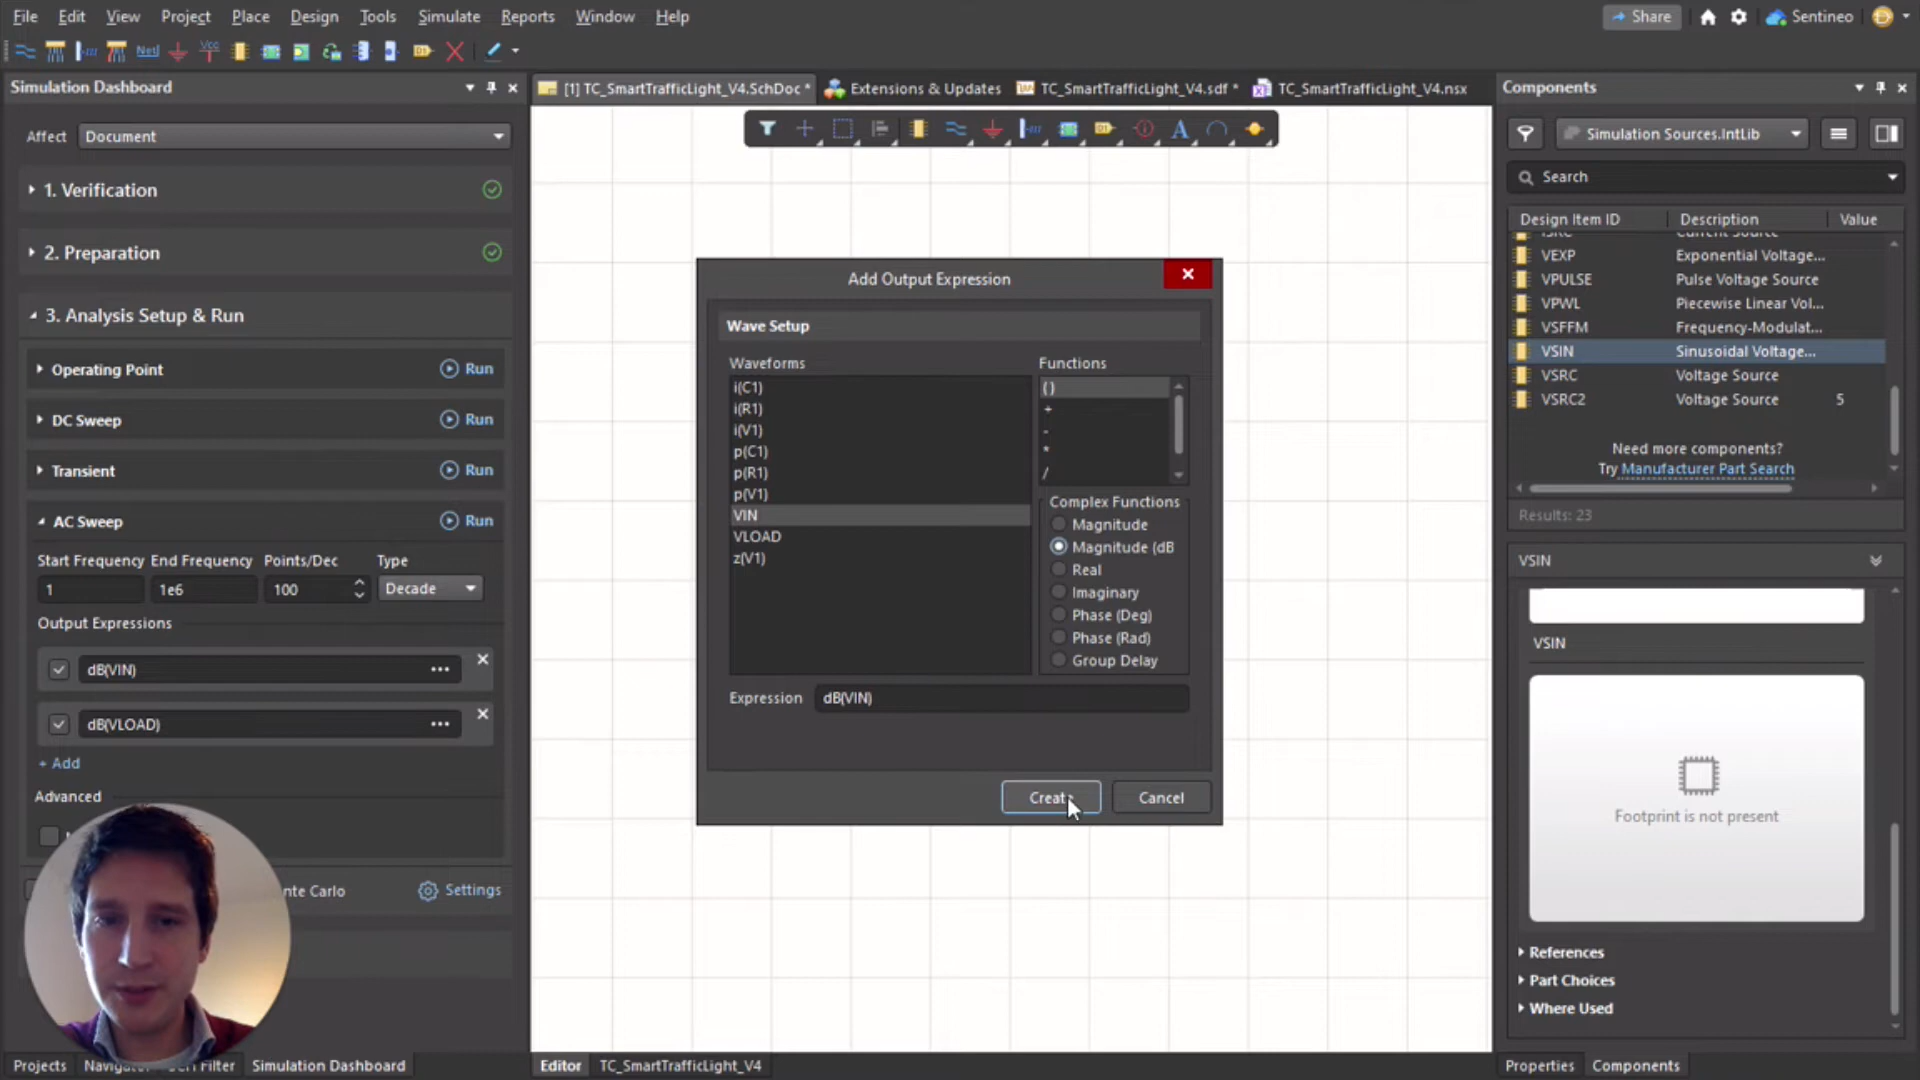 File Edit View Project Place Design Tools Simulate Reports Window Help
Share Sentineo
Net Vcc
Simulation Dashboard
[1] TC_SmartTrafficLight_V4.SchDoc * Extensions & Updates TC_SmartTrafficLight_V4.sdf * TC_SmartTrafficLight_V4.nsx
Components
Affect Document
1. Verification
2. Preparation
3. Analysis Setup & Run
Operating Point Run
DC Sweep Run
Transient Run
AC Sweep Run
Start Frequency End Frequency Points/Dec Type
1 1e6 100 Decade
Output Expressions
dB(VIN) •••
dB(VLOAD) •••
+ Add
Advanced
nte Carlo Settings
Add Output Expression
Wave Setup
Waveforms
i(C1)
i(R1)
i(V1)
p(C1)
p(R1)
p(V1)
VIN
VLOAD
z(V1)
Functions
()
+
-
*
/
Complex Functions
Magnitude
Magnitude (dB
Real
Imaginary
Phase (Deg)
Phase (Rad)
Group Delay
Expression dB(VIN)
Create Cancel
Simulation Sources.IntLib
Search
Design Item ID Description Value
ISRC Current Source
VEXP Exponential Voltage...
VPULSE Pulse Voltage Source
VPWL Piecewise Linear Vol...
VSFFM Frequency-Modulat...
VSIN Sinusoidal Voltage...
VSRC Voltage Source
VSRC2 Voltage Source 5
Need more components?
Try Manufacturer Part Search
Results: 23
VSIN
VSIN
Footprint is not present
References
Part Choices
Where Used
Projects Simulation Dashboard Editor TC_SmartTrafficLight_V4 Properties Components